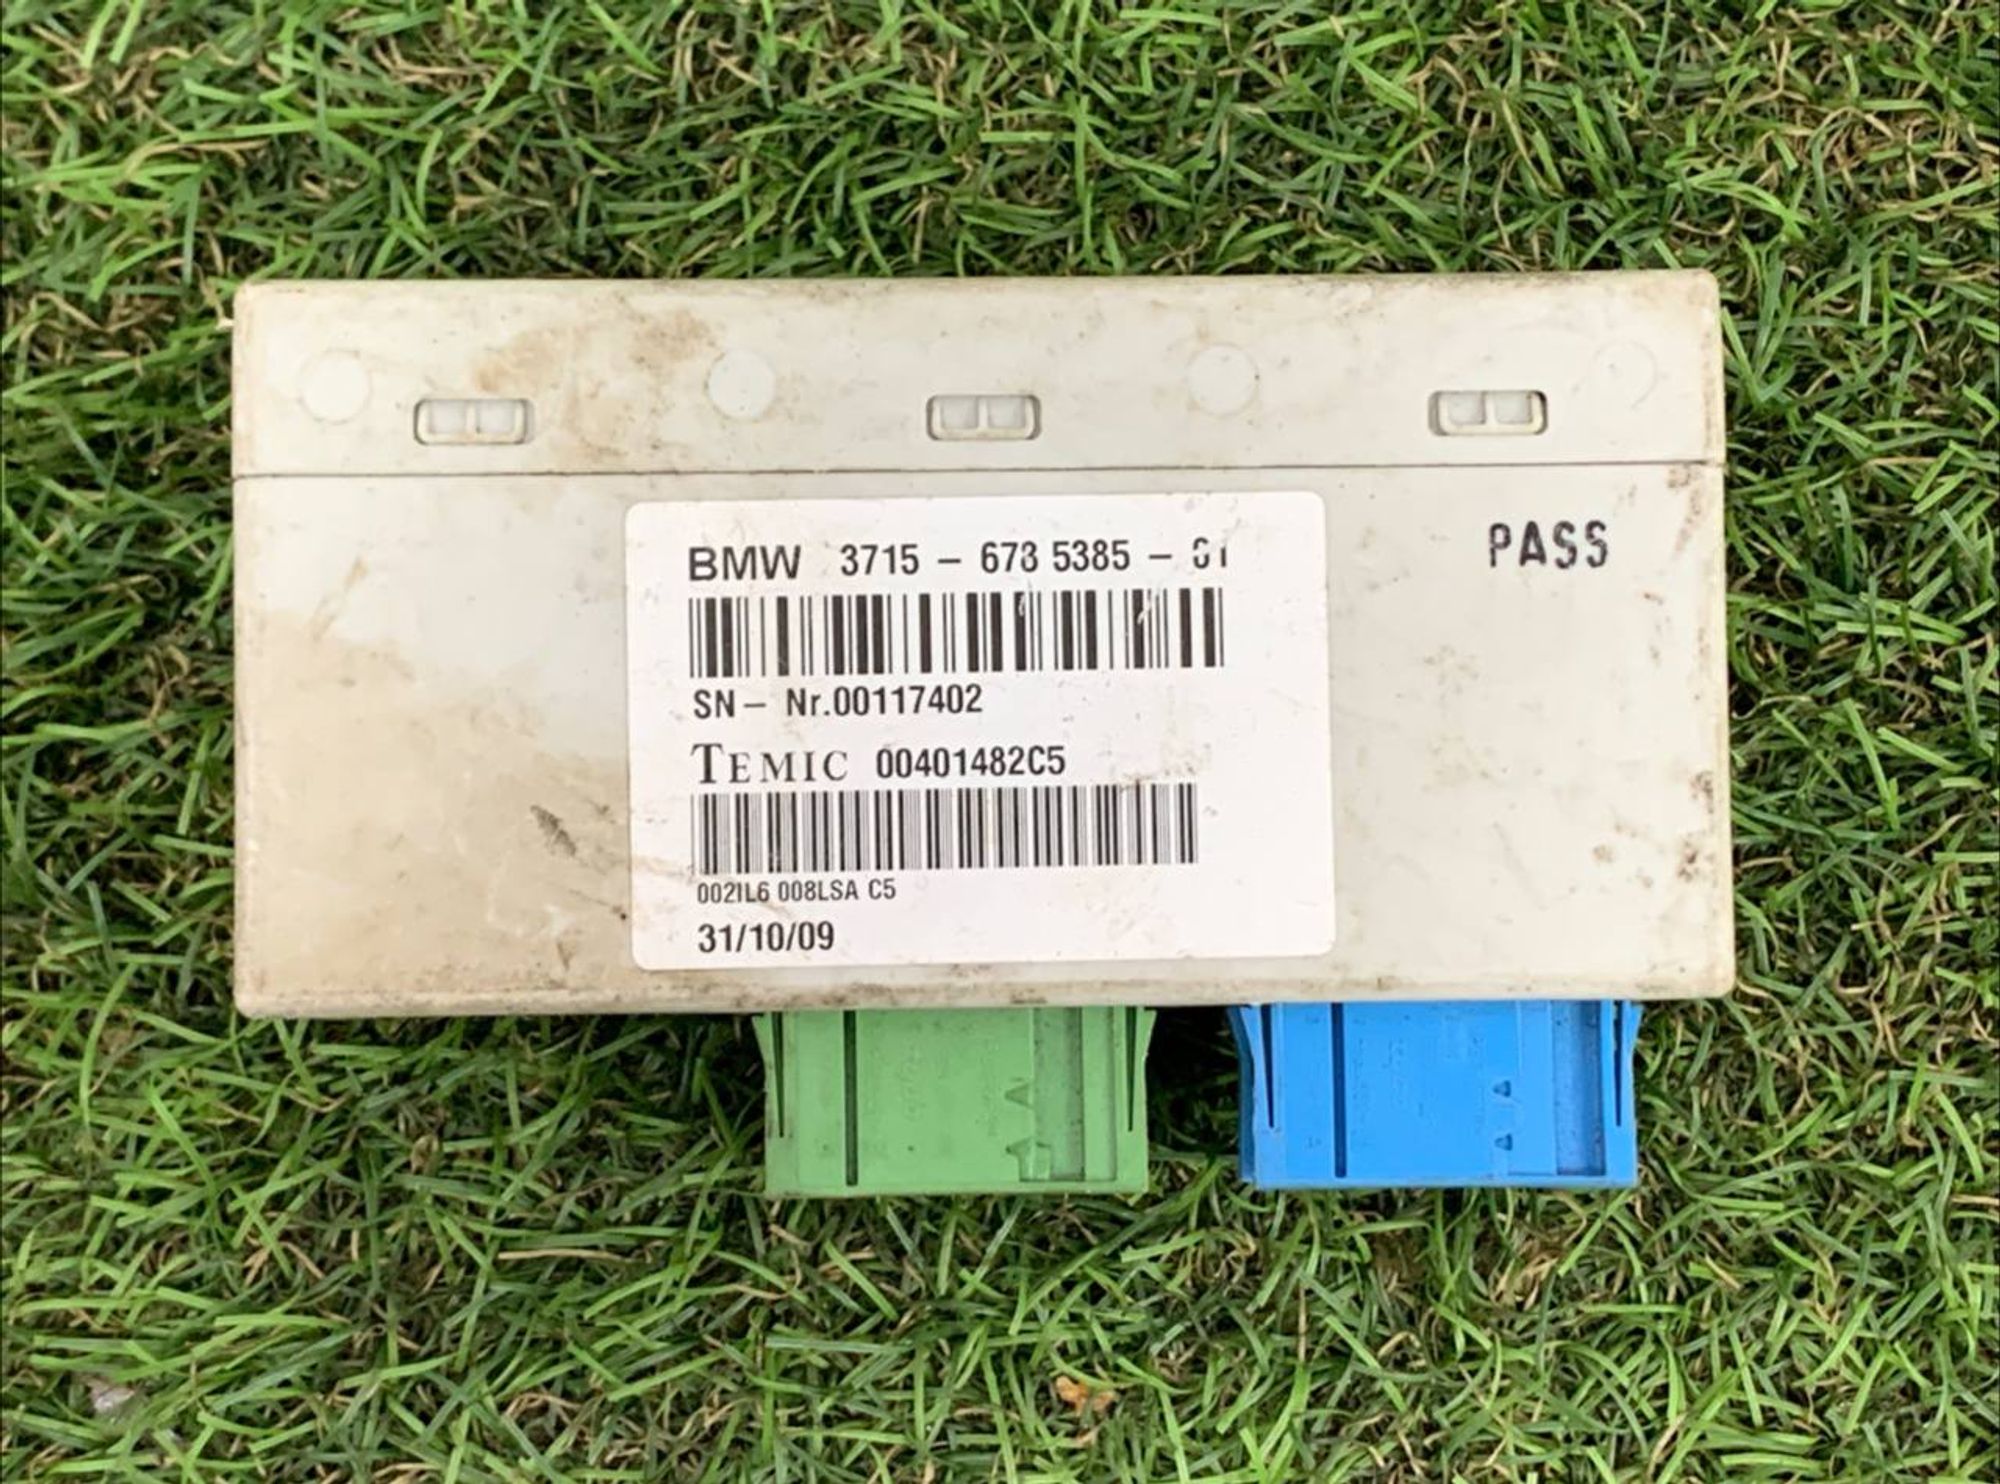 BMW 3715 - 678 5385 - 01
PASS
SN- Nr.00117402
TEMIC 00401482C5
002IL6 008LSA C5
31/10/09